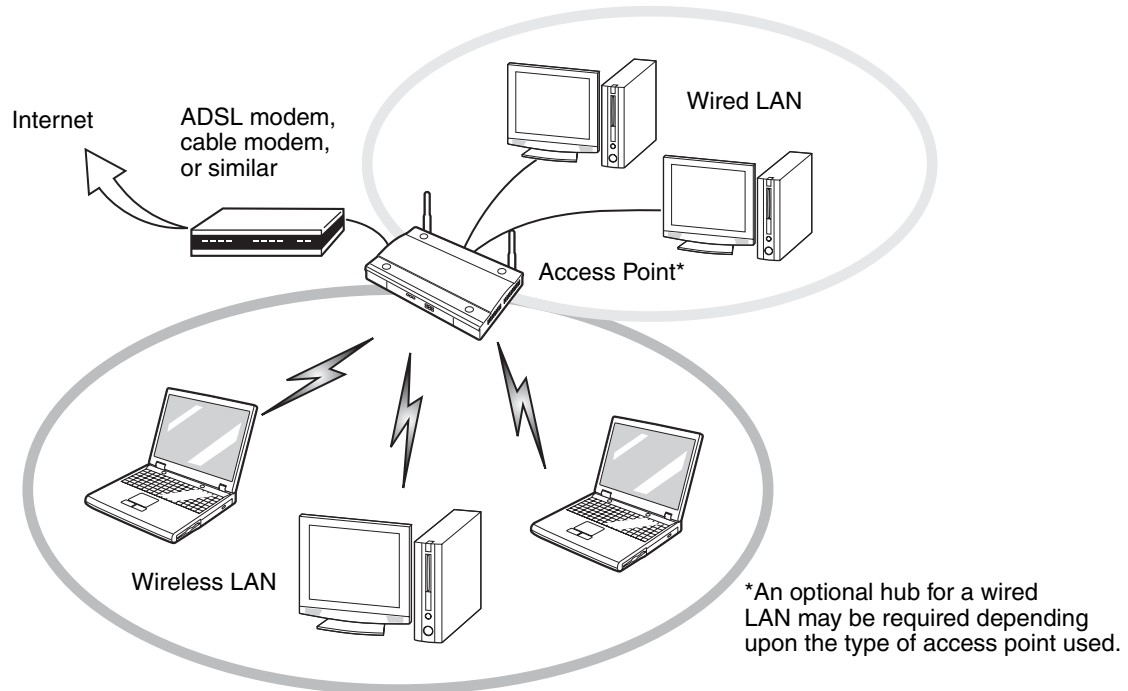 Internet
ADSL modem,
cable modem,
or similar
Wired LAN
Access Point*
Wireless LAN
*An optional hub for a wired
LAN may be required depending
upon the type of access point used.